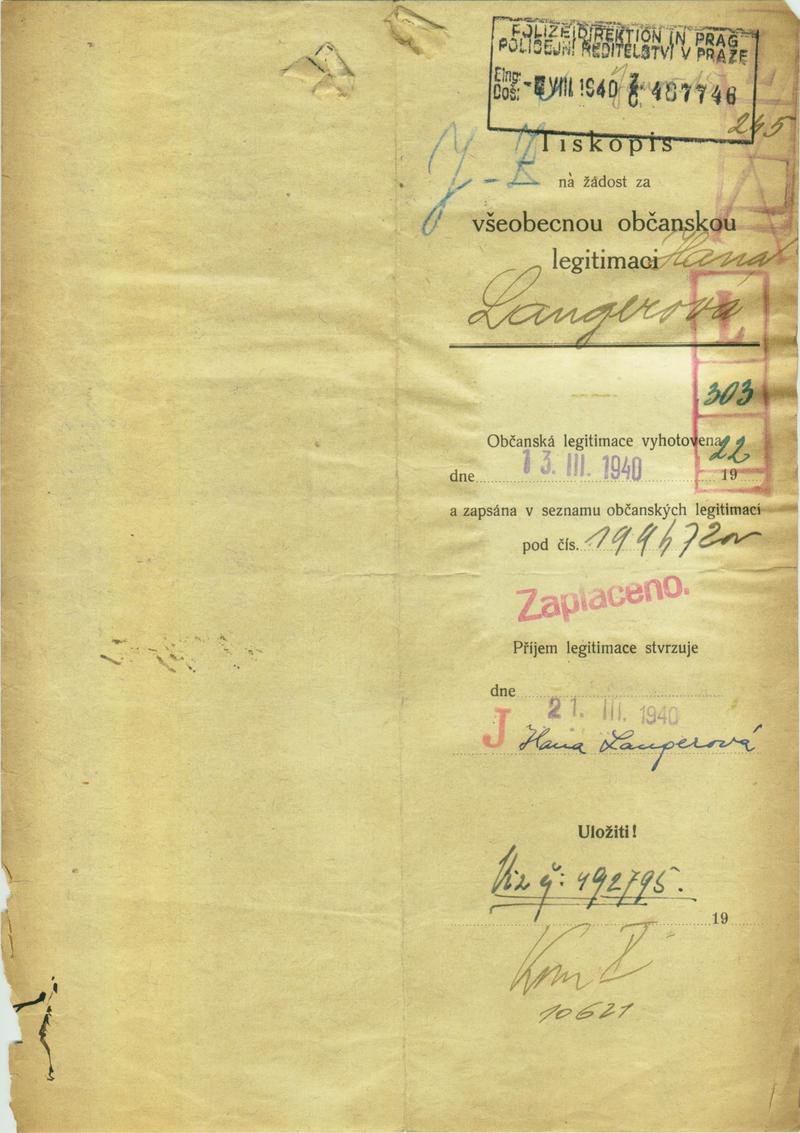 POLIZEIDIREKTION IN PRAG
POLICEJNÍ ŘEDITELSTVÍ V PRAZE
Eing:
Doš: VIII 1940 487746
245
Tiskopis
J-
na žádost za
všeobecnou občanskou
legitimaci Hana
Langerová
L
303
Občanská legitimace vyhotovena
22
dne 13. III. 1940 19
a zapsána v seznamu občanských legitimací
pod čís.
Zaplaceno.
Příjem legitimace stvrzuje
dne
21. III. 1940
J Hana Langerová
Uložiti!
Viz č: 492795.
19
10621